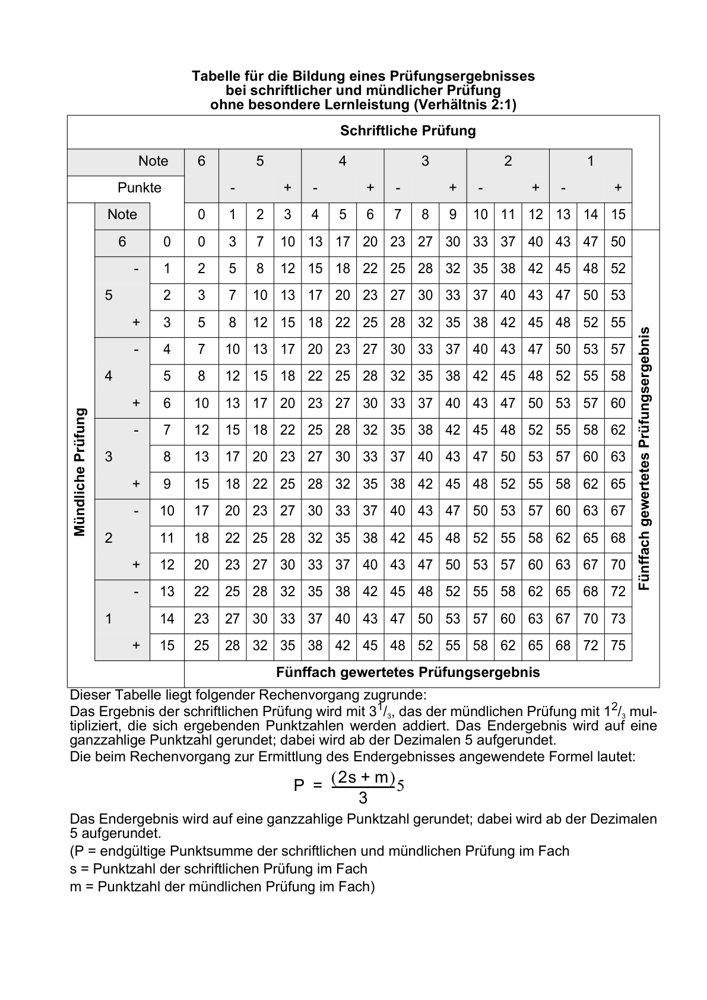 Tabelle für die Bildung eines Prüfungsergebnisses
bei schriftlicher und mündlicher Prüfung
ohne besondere Lernleistung (Verhältnis 2:1)
Schriftliche Prüfung
Note 6 5 4 3 2 1
Punkte - + - + - + - + - +
Note 0 1 2 3 4 5 6 7 8 9 10 11 12 13 14 15
6 0 0 3 7 10 13 17 20 23 27 30 33 37 40 43 47 50
- 1 2 5 8 12 15 18 22 25 28 32 35 38 42 45 48 52
5 2 3 7 10 13 17 20 23 27 30 33 37 40 43 47 50 53
+ 3 5 8 12 15 18 22 25 28 32 35 38 42 45 48 52 55
- 4 7 10 13 17 20 23 27 30 33 37 40 43 47 50 53 57
4 5 8 12 15 18 22 25 28 32 35 38 42 45 48 52 55 58
+ 6 10 13 17 20 23 27 30 33 37 40 43 47 50 53 57 60
- 7 12 15 18 22 25 28 32 35 38 42 45 48 52 55 58 62
3 8 13 17 20 23 27 30 33 37 40 43 47 50 53 57 60 63
+ 9 15 18 22 25 28 32 35 38 42 45 48 52 55 58 62 65
- 10 17 20 23 27 30 33 37 40 43 47 50 53 57 60 63 67
2 11 18 22 25 28 32 35 38 42 45 48 52 55 58 62 65 68
+ 12 20 23 27 30 33 37 40 43 47 50 53 57 60 63 67 70
- 13 22 25 28 32 35 38 42 45 48 52 55 58 62 65 68 72
1 14 23 27 30 33 37 40 43 47 50 53 57 60 63 67 70 73
+ 15 25 28 32 35 38 42 45 48 52 55 58 62 65 68 72 75
Mündliche Prüfung
Fünffach gewertetes Prüfungsergebnis
Fünffach gewertetes Prüfungsergebnis
Dieser Tabelle liegt folgender Rechenvorgang zugrunde:
Das Ergebnis der schriftlichen Prüfung wird mit 3 1/3, das der mündlichen Prüfung mit 1 2/3 mul-
tipliziert, die sich ergebenden Punktzahlen werden addiert. Das Endergebnis wird auf eine
ganzzahlige Punktzahl gerundet; dabei wird ab der Dezimalen 5 aufgerundet.
Die beim Rechenvorgang zur Ermittlung des Endergebnisses angewendete Formel lautet:
P = (2s + m)5
3
Das Endergebnis wird auf eine ganzzahlige Punktzahl gerundet; dabei wird ab der Dezimalen
5 aufgerundet.
(P = endgültige Punktsumme der schriftlichen und mündlichen Prüfung im Fach
s = Punktzahl der schriftlichen Prüfung im Fach
m = Punktzahl der mündlichen Prüfung im Fach)